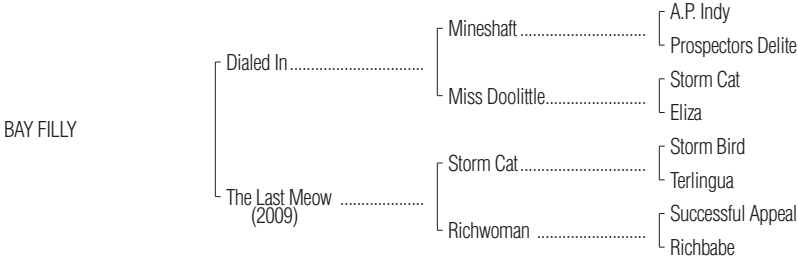 A.P. Indy
Mineshaft ..............................
Prospectors Delite
Dialed In ................................
Storm Cat
Miss Doolittle........................
Eliza
BAY FILLY
Storm Bird
Storm Cat ..............................
Terlingua
The Last Meow ....................
(2009)
Successful Appeal
Richwoman ..........................
Richbabe